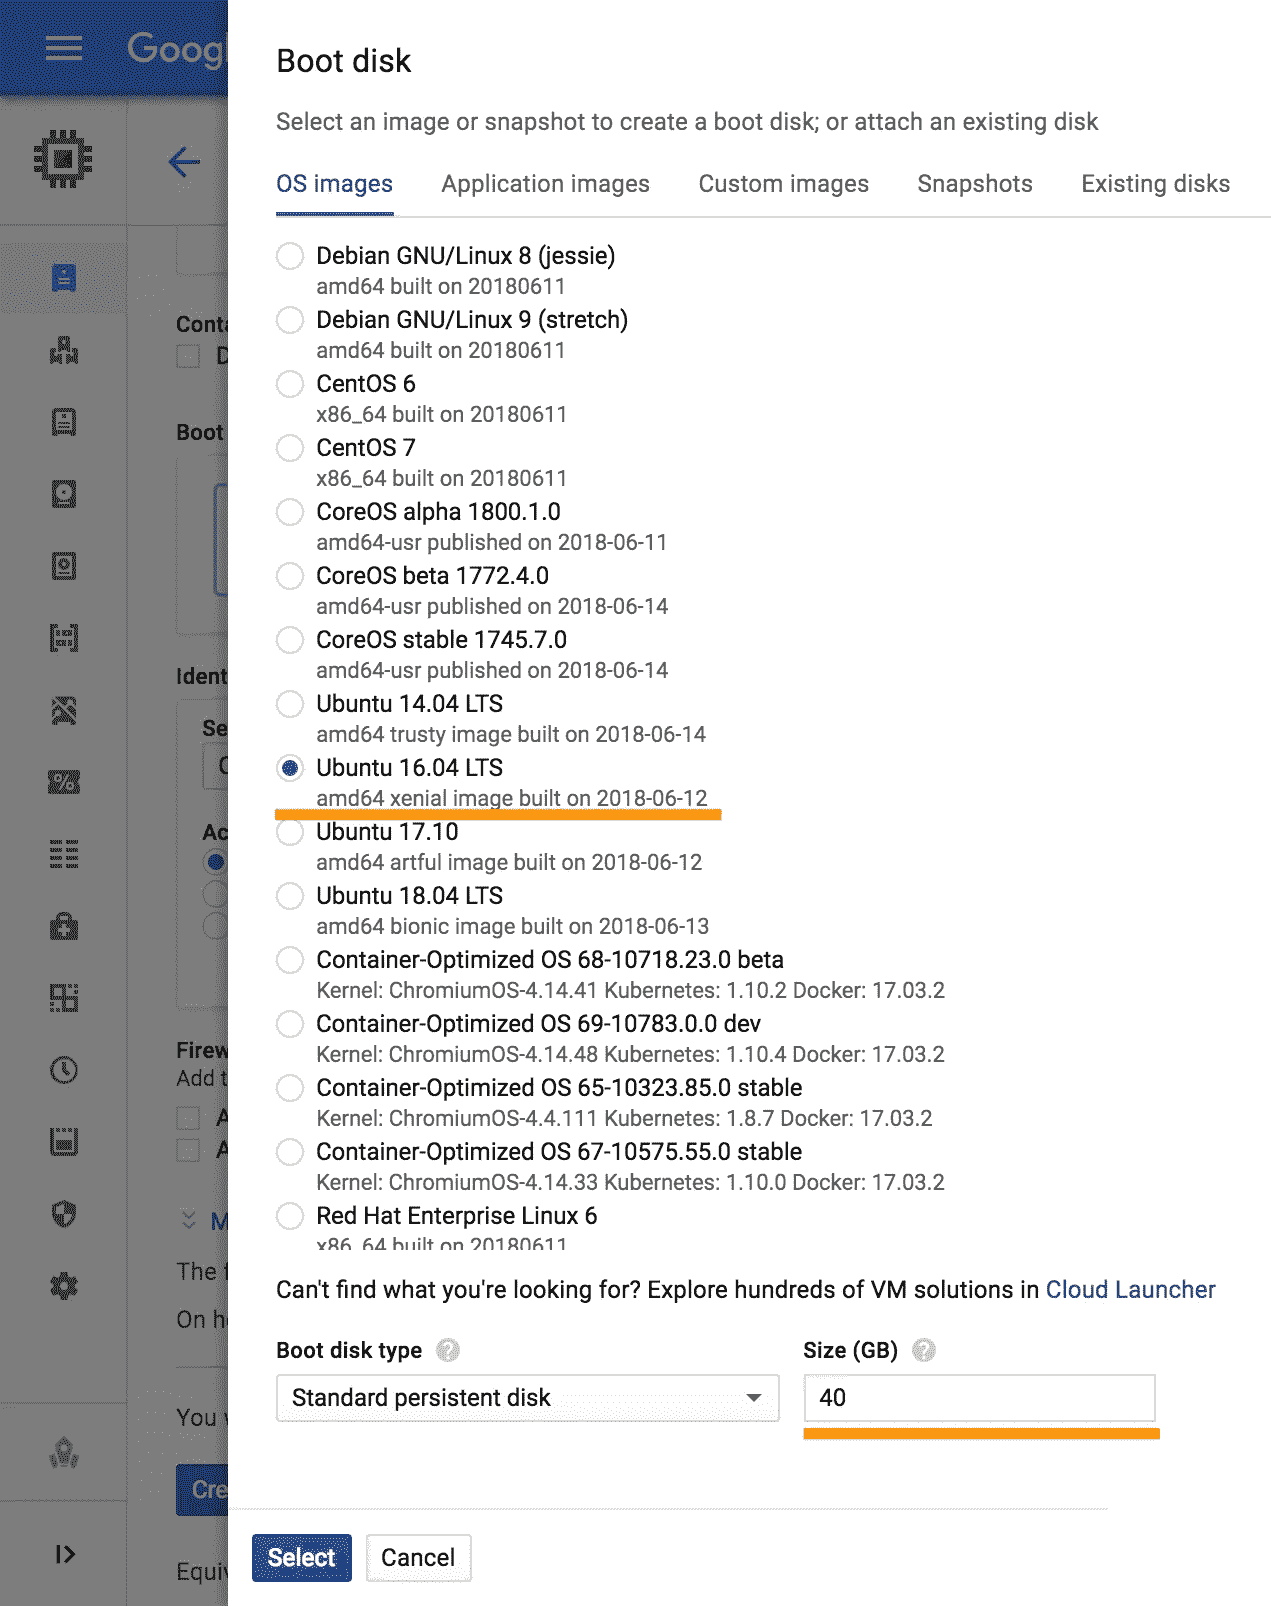 Boot disk
Select an image or snapshot to create a boot disk; or attach an existing disk
OS images Application images Custom images Snapshots Existing disks
Debian GNU/Linux 8 (jessie)
amd64 built on 20180611
Debian GNU/Linux 9 (stretch)
amd64 built on 20180611
CentOS 6
x86_64 built on 20180611
CentOS 7
x86_64 built on 20180611
CoreOS alpha 1800.1.0
amd64-usr published on 2018-06-11
CoreOS beta 1772.4.0
amd64-usr published on 2018-06-14
CoreOS stable 1745.7.0
amd64-usr published on 2018-06-14
Ubuntu 14.04 LTS
amd64 trusty image built on 2018-06-14
Ubuntu 16.04 LTS
amd64 xenial image built on 2018-06-12
Ubuntu 17.10
amd64 artful image built on 2018-06-12
Ubuntu 18.04 LTS
amd64 bionic image built on 2018-06-13
Container-Optimized OS 68-10718.23.0 beta
Kernel: ChromiumOS-4.14.41 Kubernetes: 1.10.2 Docker: 17.03.2
Container-Optimized OS 69-10783.0.0 dev
Kernel: ChromiumOS-4.14.48 Kubernetes: 1.10.4 Docker: 17.03.2
Container-Optimized OS 65-10323.85.0 stable
Kernel: ChromiumOS-4.4.111 Kubernetes: 1.8.7 Docker: 17.03.2
Container-Optimized OS 67-10575.55.0 stable
Kernel: ChromiumOS-4.14.33 Kubernetes: 1.10.0 Docker: 17.03.2
Red Hat Enterprise Linux 6
x86_64 built on 20180611
Can't find what you're looking for? Explore hundreds of VM solutions in Cloud Launcher
Boot disk type Size (GB)
Standard persistent disk 40
Select Cancel
Boot
Add
The
On
You